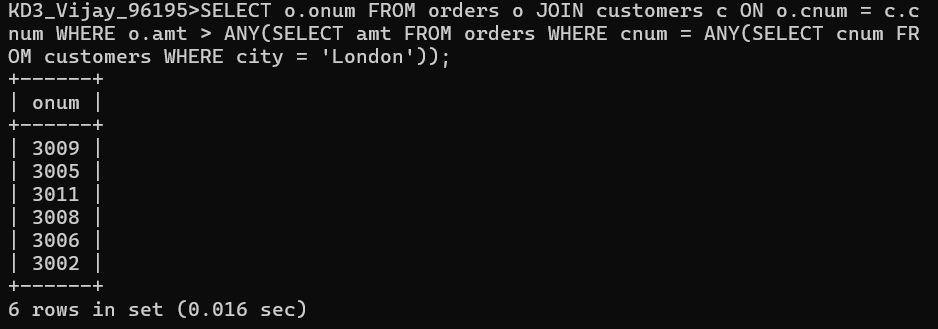 KD3_Vijay_96195>SELECT o.onum FROM orders o JOIN customers c ON o.cnum = c.c
num WHERE o.amt > ANY(SELECT amt FROM orders WHERE cnum = ANY(SELECT cnum FR
OM customers WHERE city = 'London'));
+------+
| onum |
+------+
| 3009 |
| 3005 |
| 3011 |
| 3008 |
| 3006 |
| 3002 |
+------+
6 rows in set (0.016 sec)